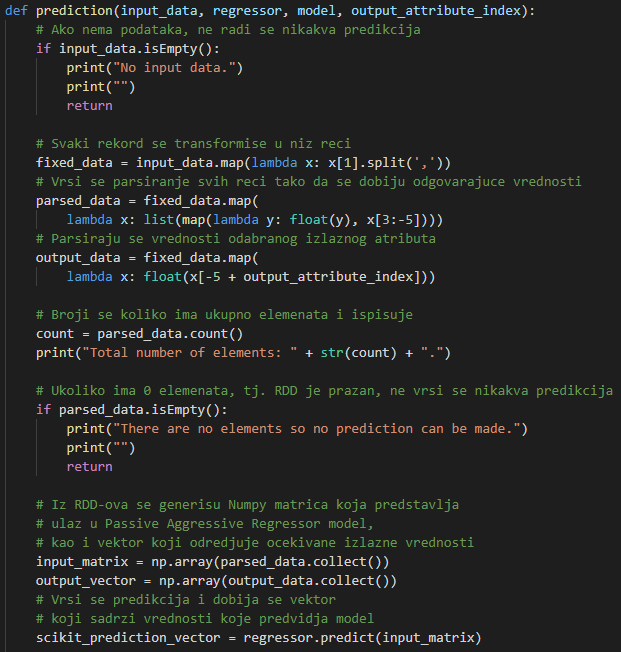 def prediction(input_data, regressor, model, output_attribute_index):
    # Ako nema podataka, ne radi se nikakva predikcija
    if input_data.isEmpty():
        print("No input data.")
        print("")
        return

    # Svaki rekord se transformise u niz reci
    fixed_data = input_data.map(lambda x: x[1].split(','))
    # Vrsi se parsiranje svih reci tako da se dobiju odgovarajuce vrednosti
    parsed_data = fixed_data.map(
        lambda x: list(map(lambda y: float(y), x[3:-5])))
    # Parsiraju se vrednosti odabranog izlaznog atributa
    output_data = fixed_data.map(
        lambda x: float(x[-5 + output_attribute_index]))

    # Broji se koliko ima ukupno elemenata i ispisuje
    count = parsed_data.count()
    print("Total number of elements: " + str(count) + ".")

    # Ukoliko ima 0 elemenata, tj. RDD je prazan, ne vrsi se nikakva predikcija
    if parsed_data.isEmpty():
        print("There are no elements so no prediction can be made.")
        print("")
        return

    # Iz RDD-ova se generisu Numpy matrica koja predstavlja
    # ulaz u Passive Aggressive Regressor model,
    # kao i vektor koji odredjuje ocekivane izlazne vrednosti
    input_matrix = np.array(parsed_data.collect())
    output_vector = np.array(output_data.collect())
    # Vrsi se predikcija i dobija se vektor
    # koji sadrzi vrednosti koje predvidja model
    scikit_prediction_vector = regressor.predict(input_matrix)